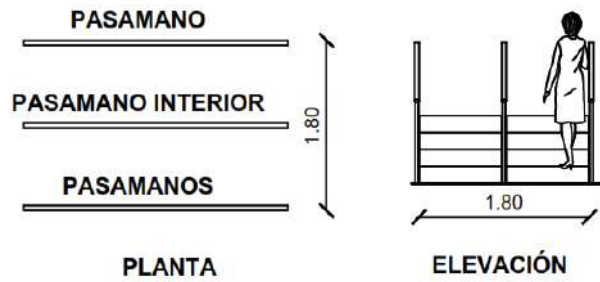 PASAMANO
PASAMANO INTERIOR
PASAMANOS
1.80
PLANTA
1.80
ELEVACIÓN